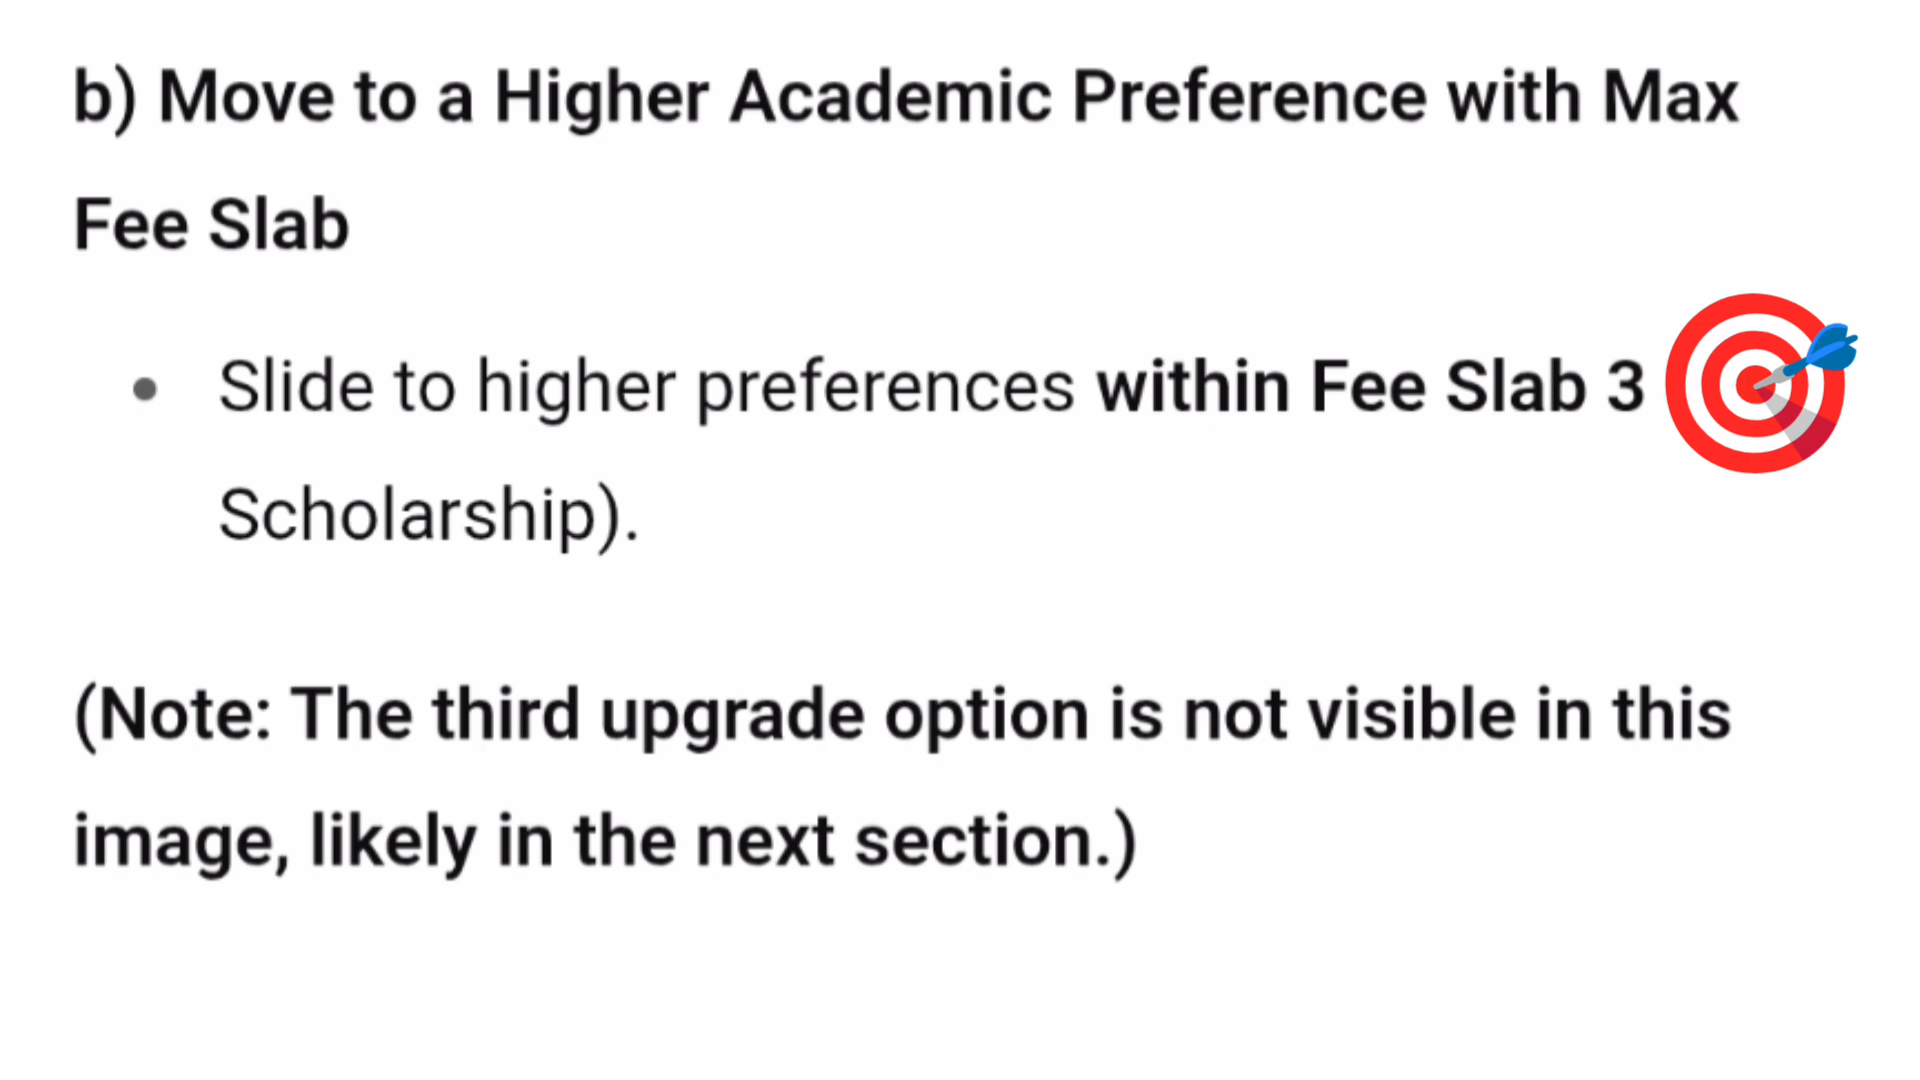 b) Move to a Higher Academic Preference with Max
Fee Slab
• Slide to higher preferences within Fee Slab 3
Scholarship).
(Note: The third upgrade option is not visible in this
image, likely in the next section.)